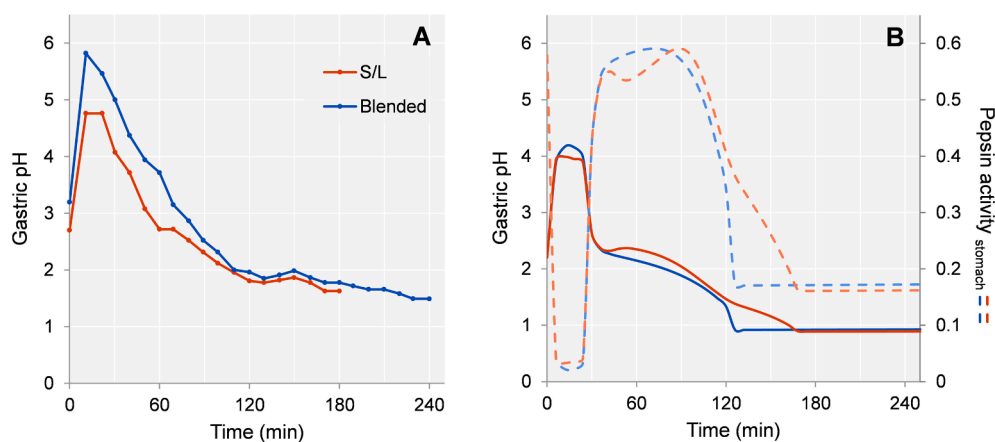 A
6
5
4
3
2
1
0
Gastric pH
S/L
Blended
0 60 120 180 240
Time (min)
B
6
5
4
3
2
1
0
Gastric pH
0.6
0.5
0.4
0.3
0.2
0.1
0
Pepsin activity stomach
0 60 120 180 240
Time (min)